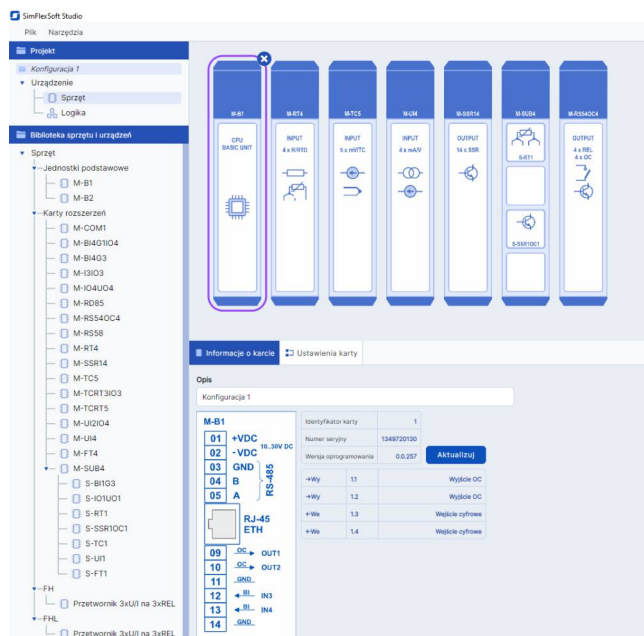 SimFlexSoft Studio
Plik Narzędzia
Projekt
Konfiguracja 1
Urządzenie
Sprzęt
Logika
Biblioteka sprzętu i urządzeń
Sprzęt
Jednostki podstawowe
M-B1
M-B2
Karty rozszerzeń
M-COM1
M-BI4G1IO4
M-BI4G3
M-I3IO3
M-IO4UO4
M-RD85
M-RS54OC4
M-RS58
M-RT4
M-SSR14
M-TC5
M-TCRT3IO3
M-TCRT5
M-UI2IO4
M-UI4
M-FT4
M-SUB4
S-BI1G3
S-IO1UO1
S-RT1
S-SSR1OC1
S-TC1
S-UI1
S-FT1
FH
Przetwornik 3xU/I na 3xREL
FHL
Przetwornik 3xU/I na 3xREL
M-B1
CPU
BASIC UNIT
M-RT4
INPUT
4 x R/RTD
M-TC5
INPUT
5 x mV/TC
M-UI4
INPUT
4 x mA/V
M-SSR14
OUTPUT
14 x SSR
M-SUB4
S-RT1
S-SSR1OC1
M-RS54OC4
OUTPUT
4 x REL
4 x OC
Informacje o karcie Ustawienia karty
Opis
Konfiguracja 1
M-B1
01 +VDC
10..30V DC
02 - VDC
03 GND
04 B
05 A
RS-485
RJ-45
ETH
09 OC OUT1
10 OC OUT2
11 GND
12 BI IN3
13 BI IN4
14 GND
Identyfikator karty 1
Numer seryjny 1349720130
Wersja oprogramowania 0.0.257 Aktualizuj
→Wy 1.1 Wyjście OC
→Wy 1.2 Wyjście OC
←We 1.3 Wejście cyfrowe
←We 1.4 Wejście cyfrowe